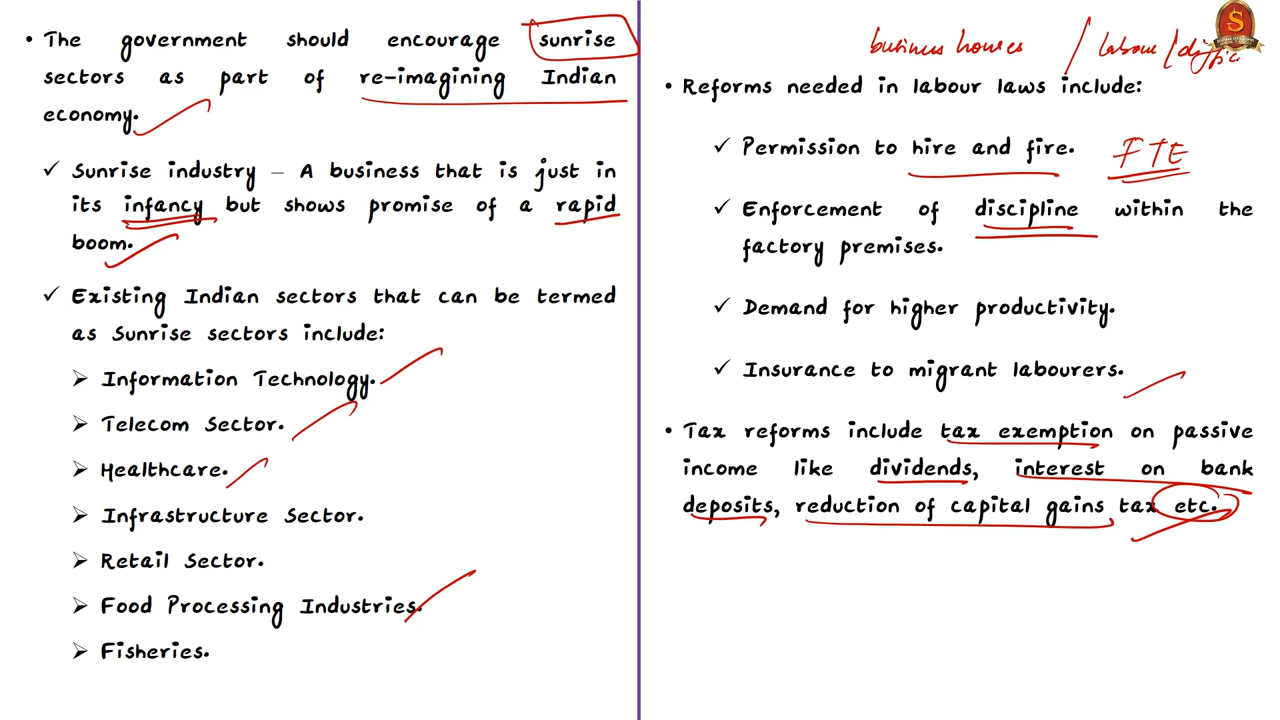 • The government should encourage sunrise
sectors as part of re-imagining Indian
economy.
✓ Sunrise industry – A business that is just in
its infancy but shows promise of a rapid
boom.
✓ Existing Indian sectors that can be termed
as Sunrise sectors include:
➢ Information Technology.
➢ Telecom Sector.
➢ Healthcare.
➢ Infrastructure Sector.
➢ Retail Sector.
➢ Food Processing Industries.
➢ Fisheries.
business houses / labour /
• Reforms needed in labour laws include:
✓ Permission to hire and fire. FTE
✓ Enforcement of discipline within the
factory premises.
✓ Demand for higher productivity.
✓ Insurance to migrant labourers.
• Tax reforms include tax exemption on passive
income like dividends, interest on bank
deposits, reduction of capital gains tax etc.
S